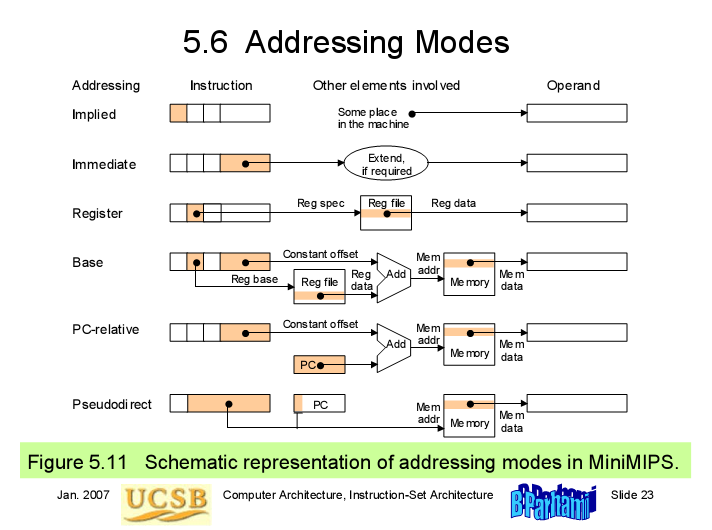 5.6 Addressing Modes
Addressing Instruction Other elements involved Operand
Implied
Some place
in the machine
Immediate
Extend,
if required
Register
Reg spec
Reg file
Reg data
Base
Constant offset
Reg base
Reg file
Reg
data
Add
Mem
addr
Memory
Mem
data
PC-relative
Constant offset
PC
Add
Mem
addr
Memory
Mem
data
Pseudodirect
PC
Mem
addr
Memory
Mem
data
Figure 5.11 Schematic representation of addressing modes in MiniMIPS.
Jan. 2007 UCSB Computer Architecture, Instruction-Set Architecture B.Parhami Slide 23